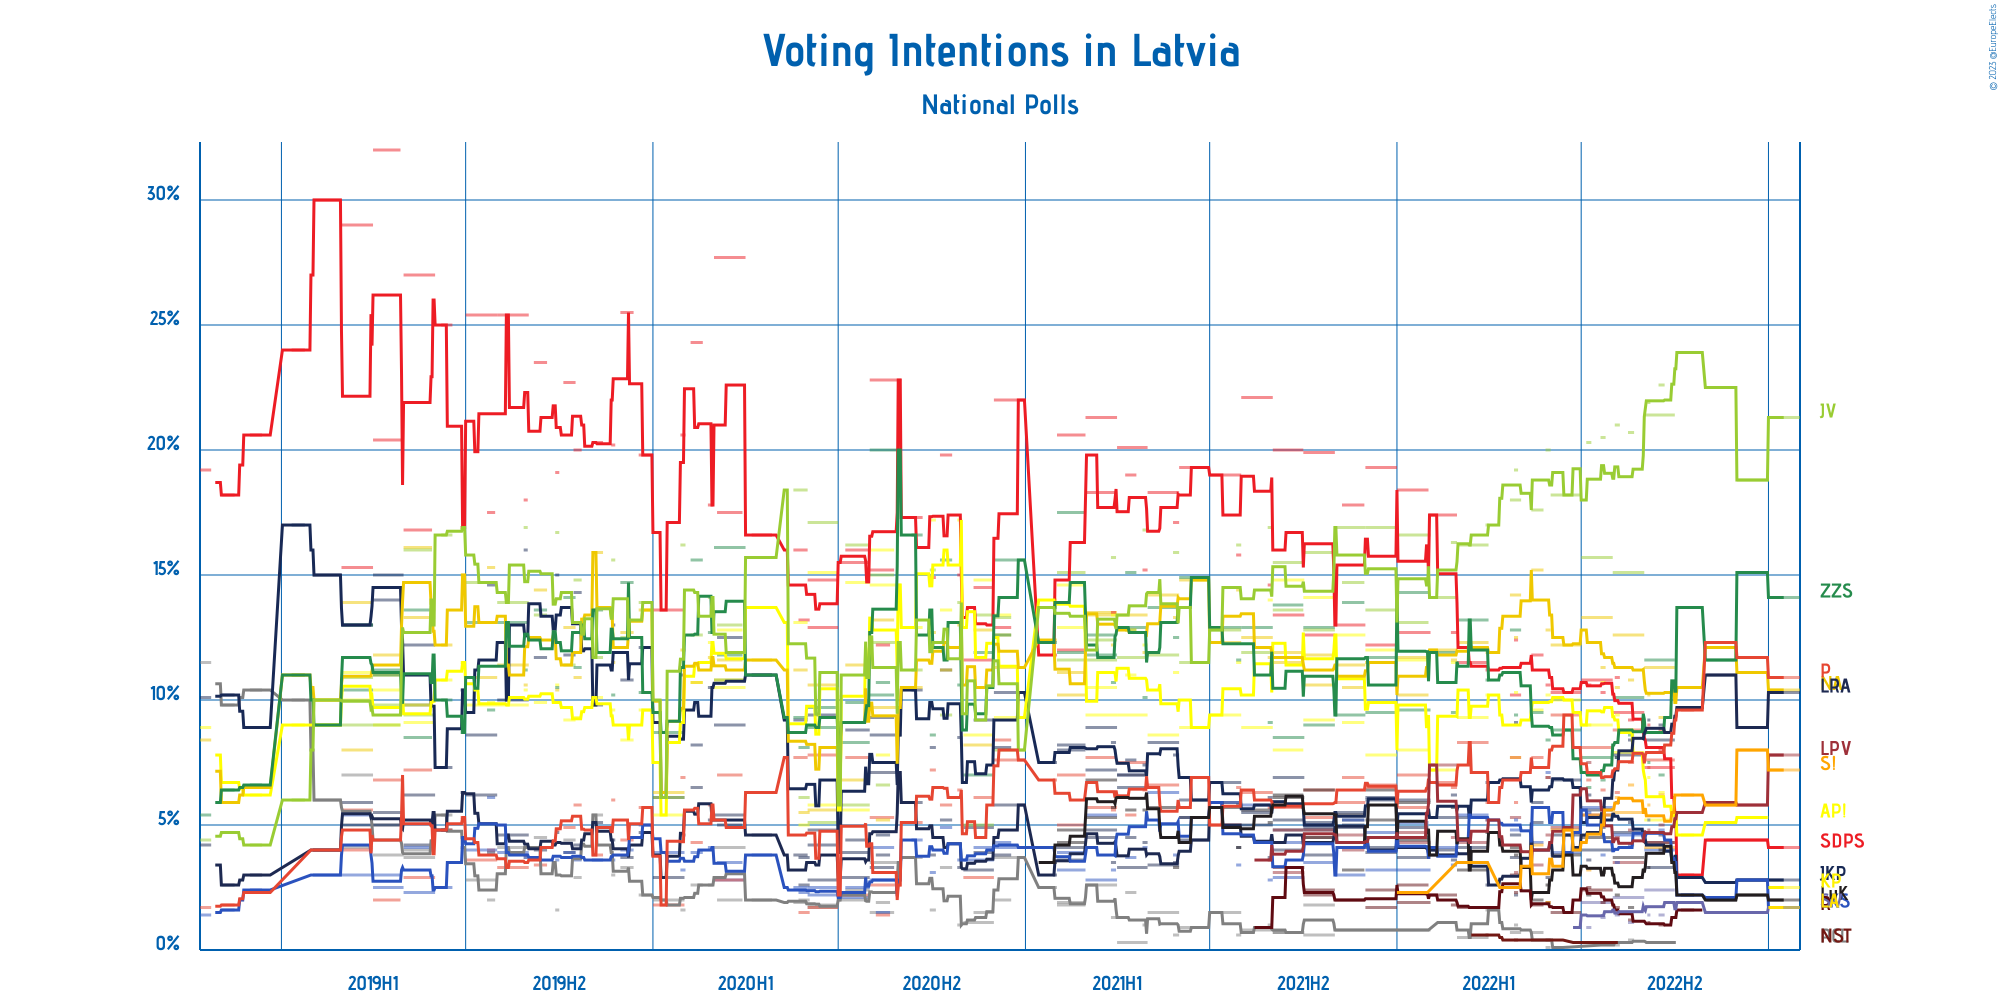 Voting Intentions in Latvia
National Polls
© 2023 @EuropeElects
30%
25%
20%
15%
10%
5%
0%
JV
ZZS
P
LRA
LPV
S!
API
SDPS
JKP
NST
2019H1
2019H2
2020H1
2020H2
2021H1
2021H2
2022H1
2022H2